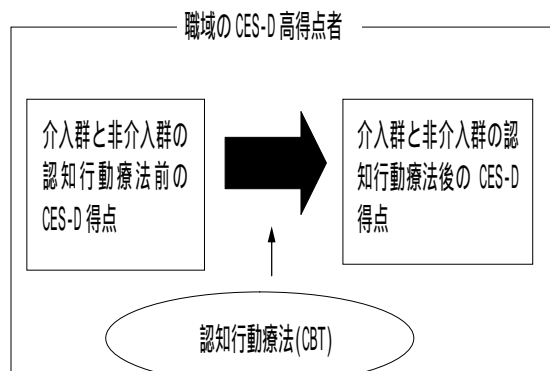 職域の CES-D 高得点者
介入群と非介入群の
認知行動療法前の
CES-D 得点
介入群と非介入群の認
知行動療法後の CES-D
得点
認知行動療法(CBT)